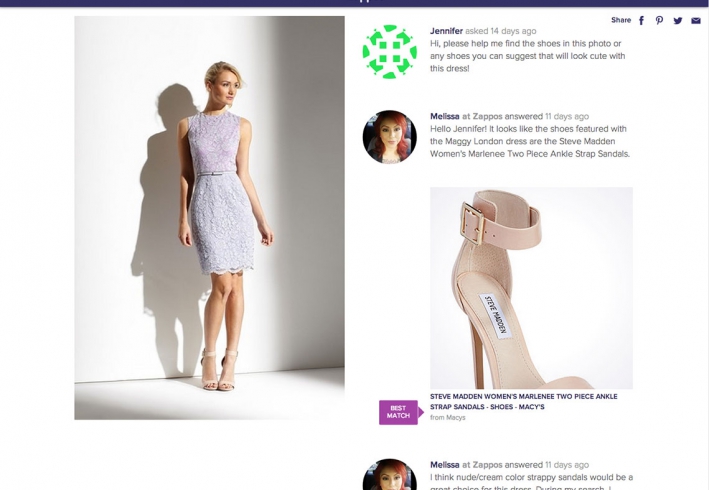 Share
Jennifer asked 14 days ago
Hi, please help me find the shoes in this photo or
any shoes you can suggest that will look cute with
this dress!
Melissa at Zappos answered 11 days ago
Hello Jennifer! It looks like the shoes featured with
the Maggy London dress are the Steve Madden
Women's Marlenee Two Piece Ankle Strap Sandals.
STEVE MADDEN
BEST
MATCH
STEVE MADDEN WOMEN'S MARLENEE TWO PIECE ANKLE
STRAP SANDALS - SHOES - MACY'S
from Macys
Melissa at Zappos answered 11 days ago
I think nude/cream color strappy sandals would be a
great choice for this dress. During my search, I